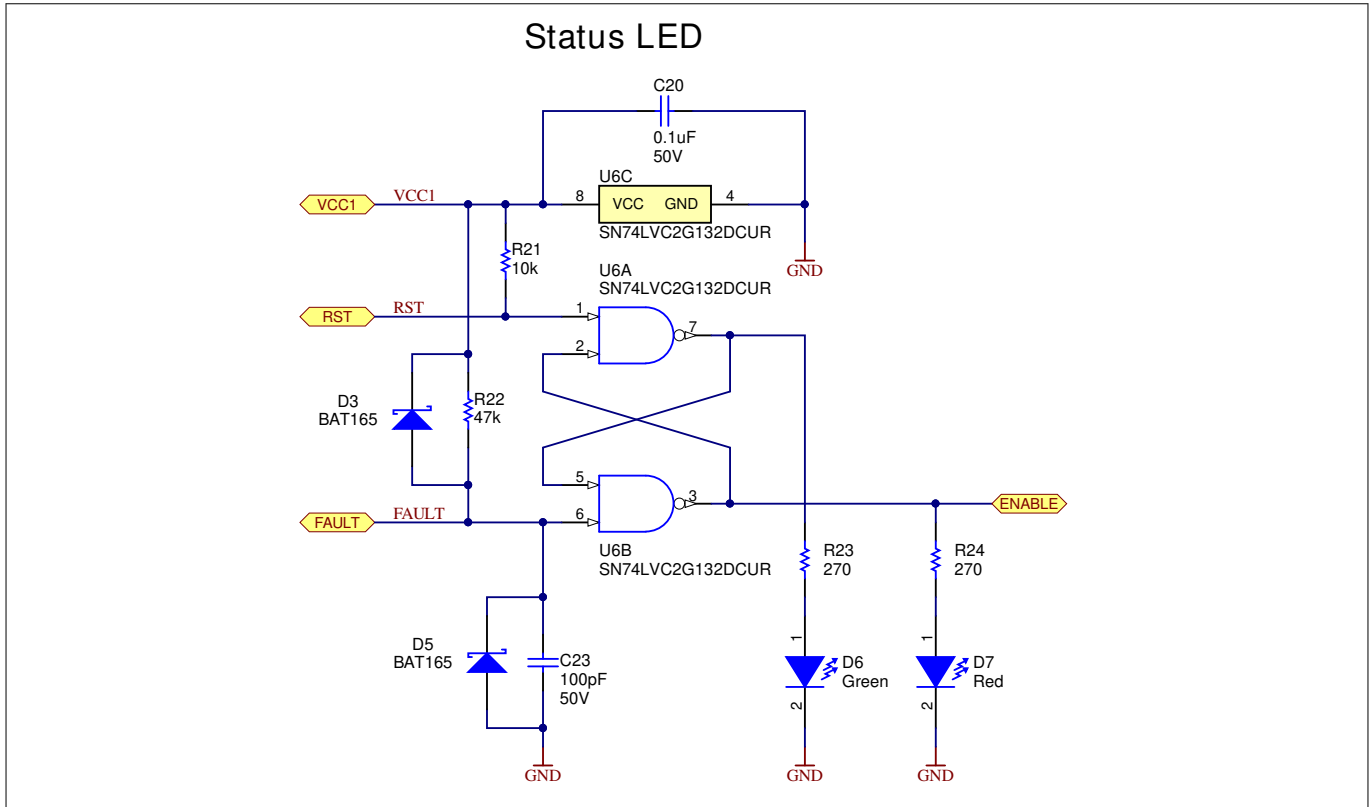 Status LED
C20
0.1uF
50V
U6C
VCC1
VCC1
8
VCC
GND
4
SN74LVC2G132DCUR
R21
10k
GND
U6A
SN74LVC2G132DCUR
RST
RST
1
7
2
D3
BAT165
R22
47k
5
3
ENABLE
FAULT
FAULT
6
U6B
SN74LVC2G132DCUR
R23
270
R24
270
D5
BAT165
C23
100pF
50V
1
D6
Green
2
1
D7
Red
2
GND
GND
GND